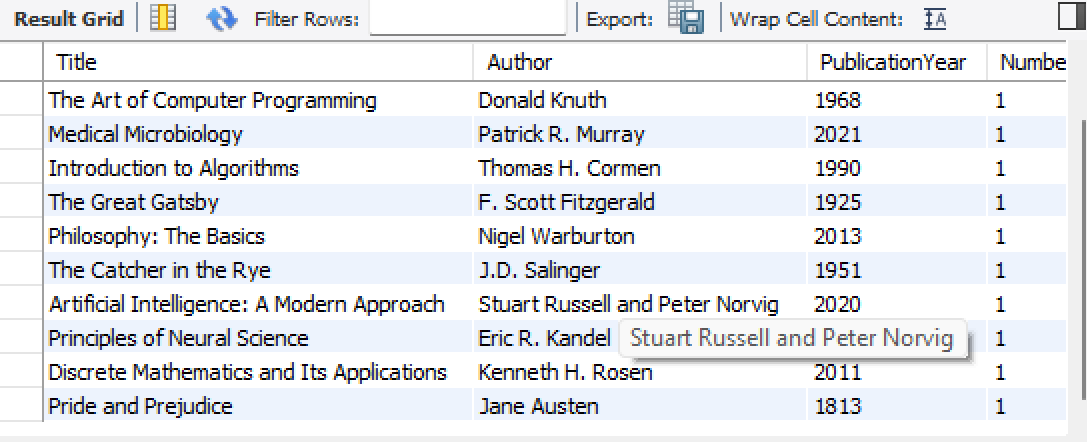 Result Grid Filter Rows: Export: Wrap Cell Content: A
Title Author PublicationYear Numbe
The Art of Computer Programming Donald Knuth 1968 1
Medical Microbiology Patrick R. Murray 2021 1
Introduction to Algorithms Thomas H. Cormen 1990 1
The Great Gatsby F. Scott Fitzgerald 1925 1
Philosophy: The Basics Nigel Warburton 2013 1
The Catcher in the Rye J.D. Salinger 1951 1
Artificial Intelligence: A Modern Approach Stuart Russell and Peter Norvig 2020 1
Principles of Neural Science Eric R. Kandel Stuart Russell and Peter Norvig 1
Discrete Mathematics and Its Applications Kenneth H. Rosen 2011 1
Pride and Prejudice Jane Austen 1813 1